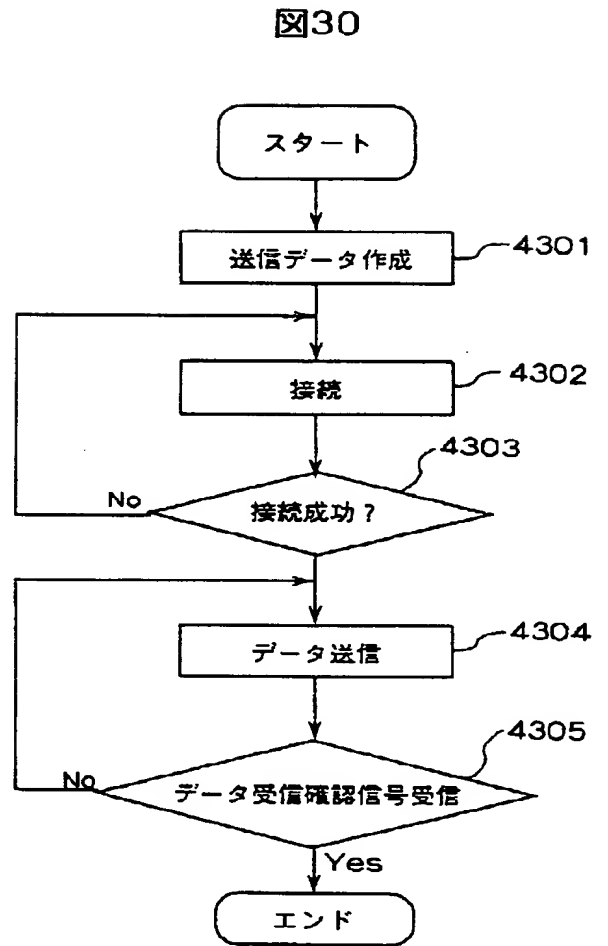 図30
スタート
送信データ作成
4301
接続
4302
4303
接続成功?
No
データ送信
4304
4305
データ受信確認信号受信
No
Yes
エンド